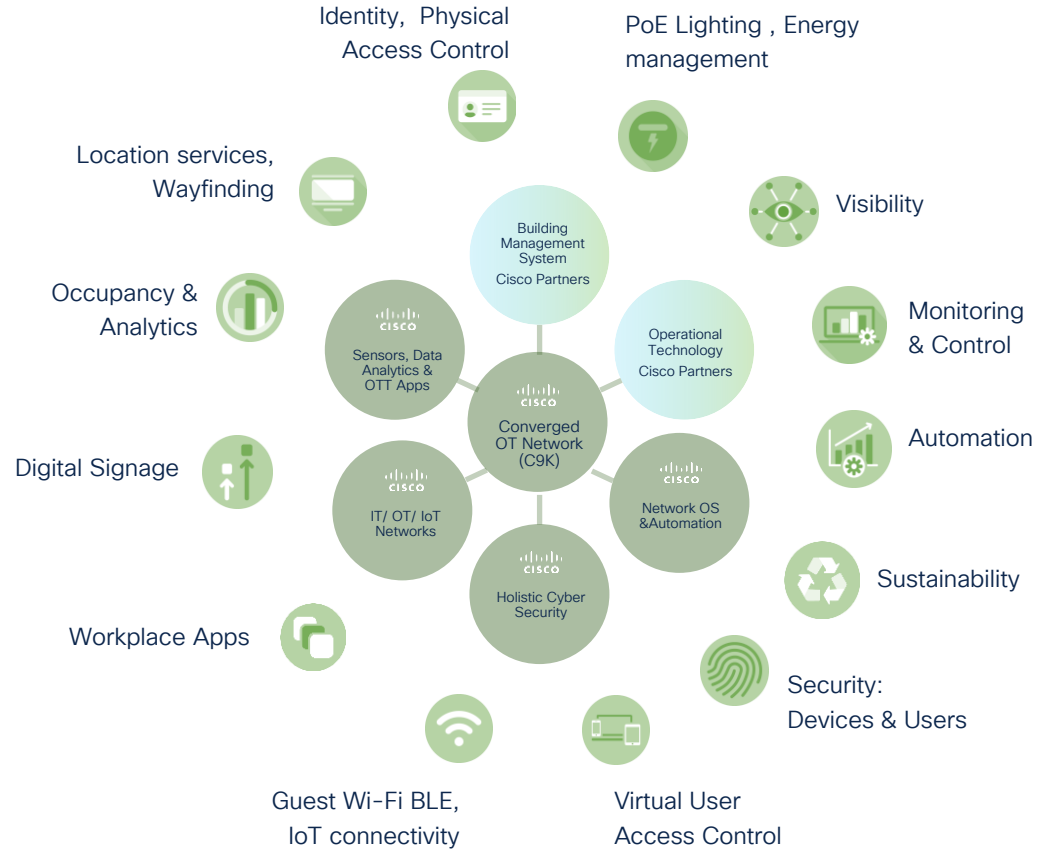 Identity, Physical
Access Control
PoE Lighting , Energy
management
Location services,
Wayfinding
Visibility
Building
Management
System
Cisco Partners
Occupancy &
Analytics
Monitoring
& Control
CISCO
Sensors, Data
Analytics &
OTT Apps
Operational
Technology
Cisco Partners
CISCO
Converged
OT Network
(C9K)
Automation
Digital Signage
CISCO
IT/ OT/ IoT
Networks
CISCO
Network OS
&Automation
CISCO
Holistic Cyber
Security
Sustainability
Workplace Apps
Security:
Devices & Users
Guest Wi-Fi BLE,
IoT connectivity
Virtual User
Access Control